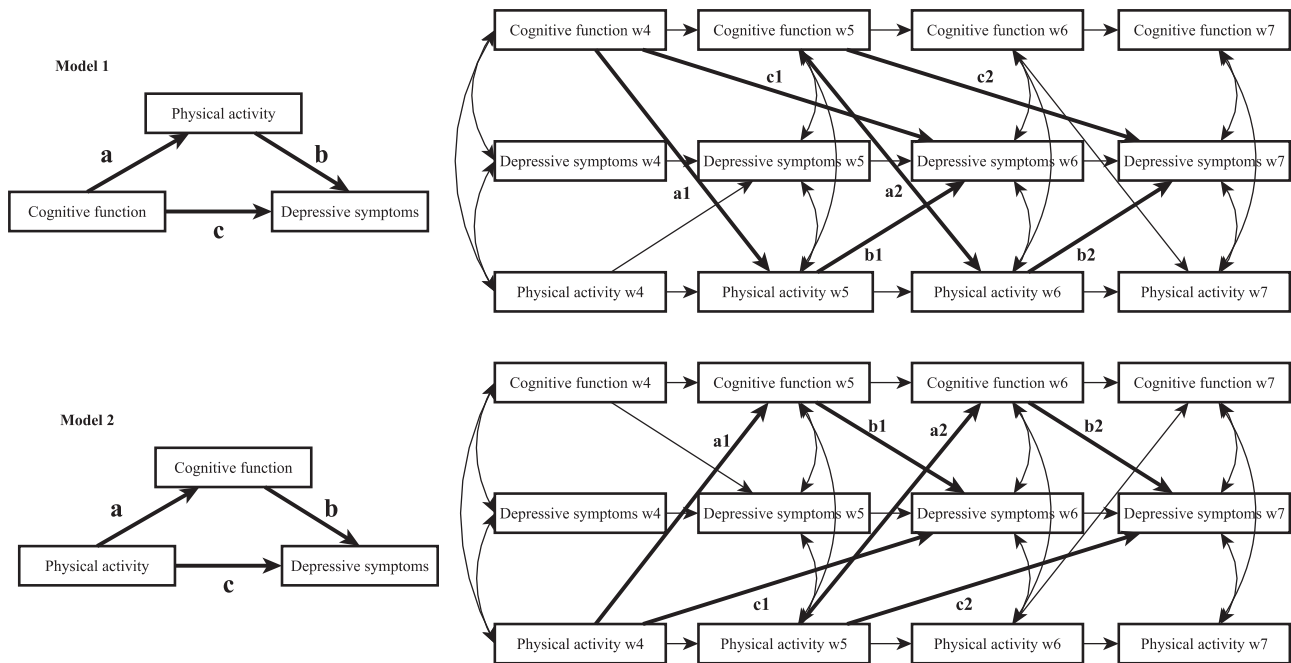 Model 1
Physical activity
a
b
Cognitive function
Depressive symptoms
c
Cognitive function w4
Cognitive function w5
Cognitive function w6
Cognitive function w7
c1
c2
Depressive symptoms w4
Depressive symptoms w5
Depressive symptoms w6
Depressive symptoms w7
a1
a2
b1
b2
Physical activity w4
Physical activity w5
Physical activity w6
Physical activity w7
Model 2
Cognitive function
a
b
Physical activity
Depressive symptoms
c
Cognitive function w4
Cognitive function w5
Cognitive function w6
Cognitive function w7
a1
b1
a2
b2
Depressive symptoms w4
Depressive symptoms w5
Depressive symptoms w6
Depressive symptoms w7
c1
c2
Physical activity w4
Physical activity w5
Physical activity w6
Physical activity w7